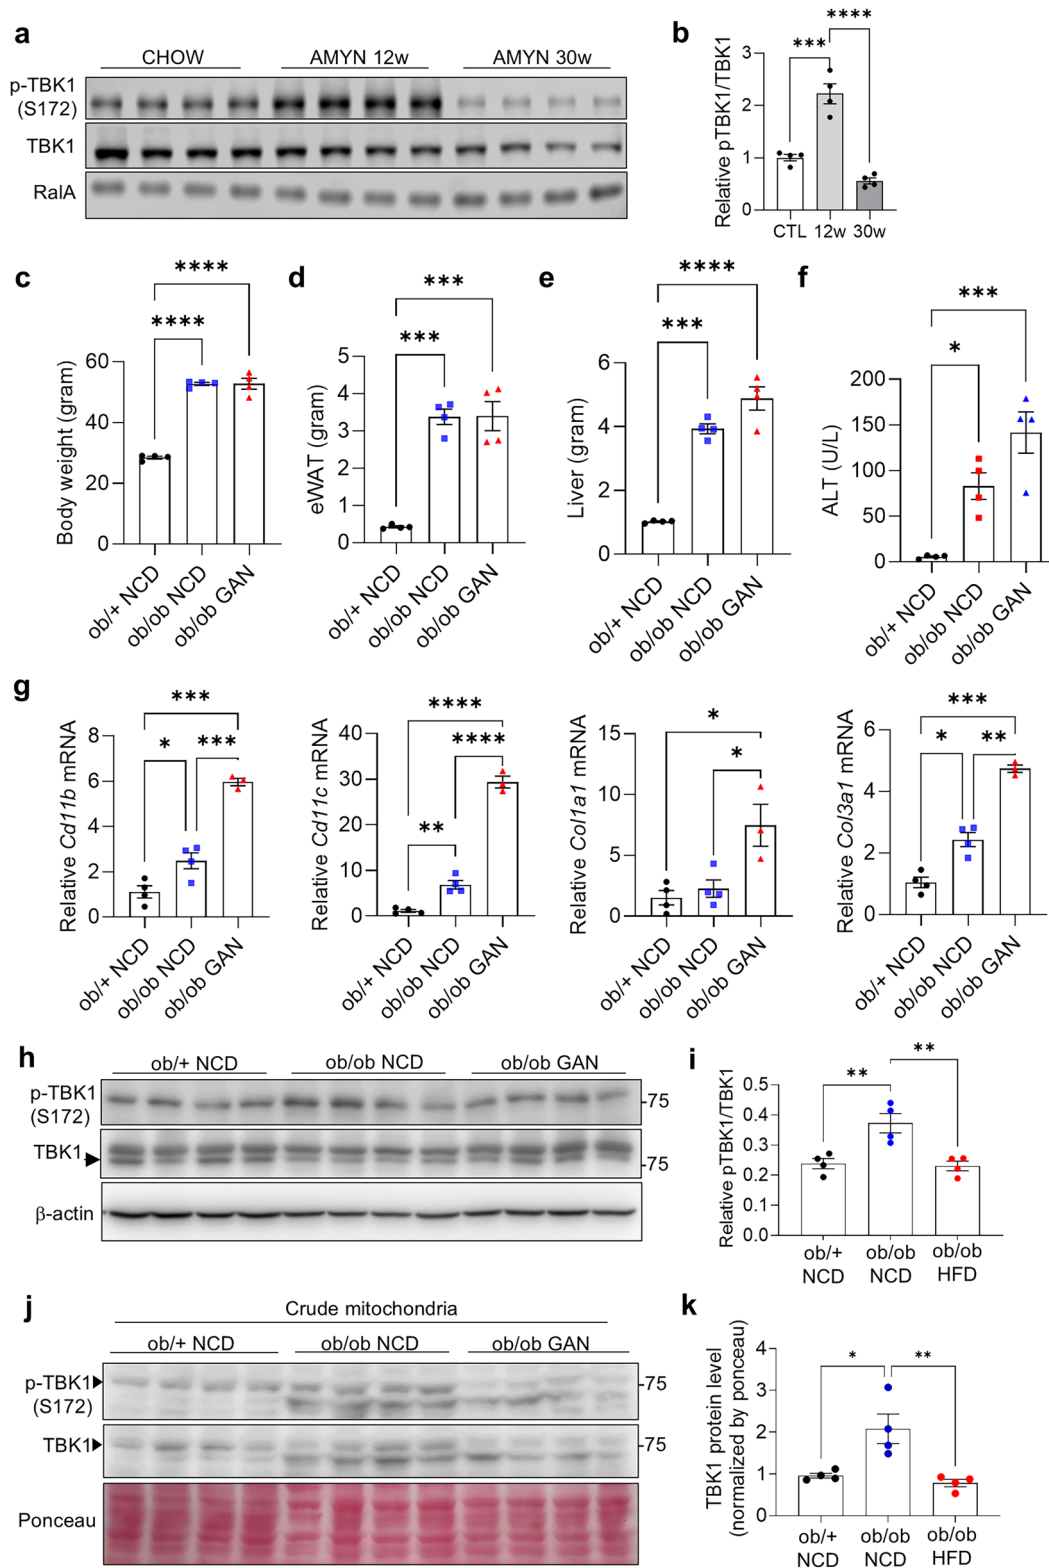 a
CHOW AMYN 12w AMYN 30w
p-TBK1
(S172)
TBK1
RalA
b
****
***
Relative pTBK1/TBK1
3
2
1
0
CTL 12w 30w
c
****
****
Body weight (gram)
60
40
20
0
ob/+ NCD
ob/ob NCD
ob/ob GAN
d
***
***
eWAT (gram)
5
4
3
2
1
0
ob/+ NCD
ob/ob NCD
ob/ob GAN
e
****
***
Liver (gram)
6
4
2
0
ob/+ NCD
ob/ob NCD
ob/ob GAN
f
***
*
ALT (U/L)
200
150
100
50
0
ob/+ NCD
ob/ob NCD
ob/ob GAN
g
***
* ***
Relative Cd11b mRNA
8
6
4
2
0
ob/+ NCD
ob/ob NCD
ob/ob GAN
****
****
**
Relative Cd11c mRNA
40
30
20
10
0
ob/+ NCD
ob/ob NCD
ob/ob GAN
*
*
Relative Col1a1 mRNA
15
10
5
0
ob/+ NCD
ob/ob NCD
ob/ob GAN
***
* **
Relative Col3a1 mRNA
6
4
2
0
ob/+ NCD
ob/ob NCD
ob/ob GAN
h
ob/+ NCD ob/ob NCD ob/ob GAN
p-TBK1
(S172)
-75
TBK1
-75
β-actin
i
**
**
Relative pTBK1/TBK1
0.5
0.4
0.3
0.2
0.1
0.0
ob/+ ob/ob ob/ob
NCD NCD HFD
j
Crude mitochondria
ob/+ NCD ob/ob NCD ob/ob GAN
p-TBK1
(S172)
-75
TBK1
-75
Ponceau
k
* **
TBK1 protein level
(normalized by ponceau)
4
3
2
1
0
ob/+ ob/ob ob/ob
NCD NCD HFD